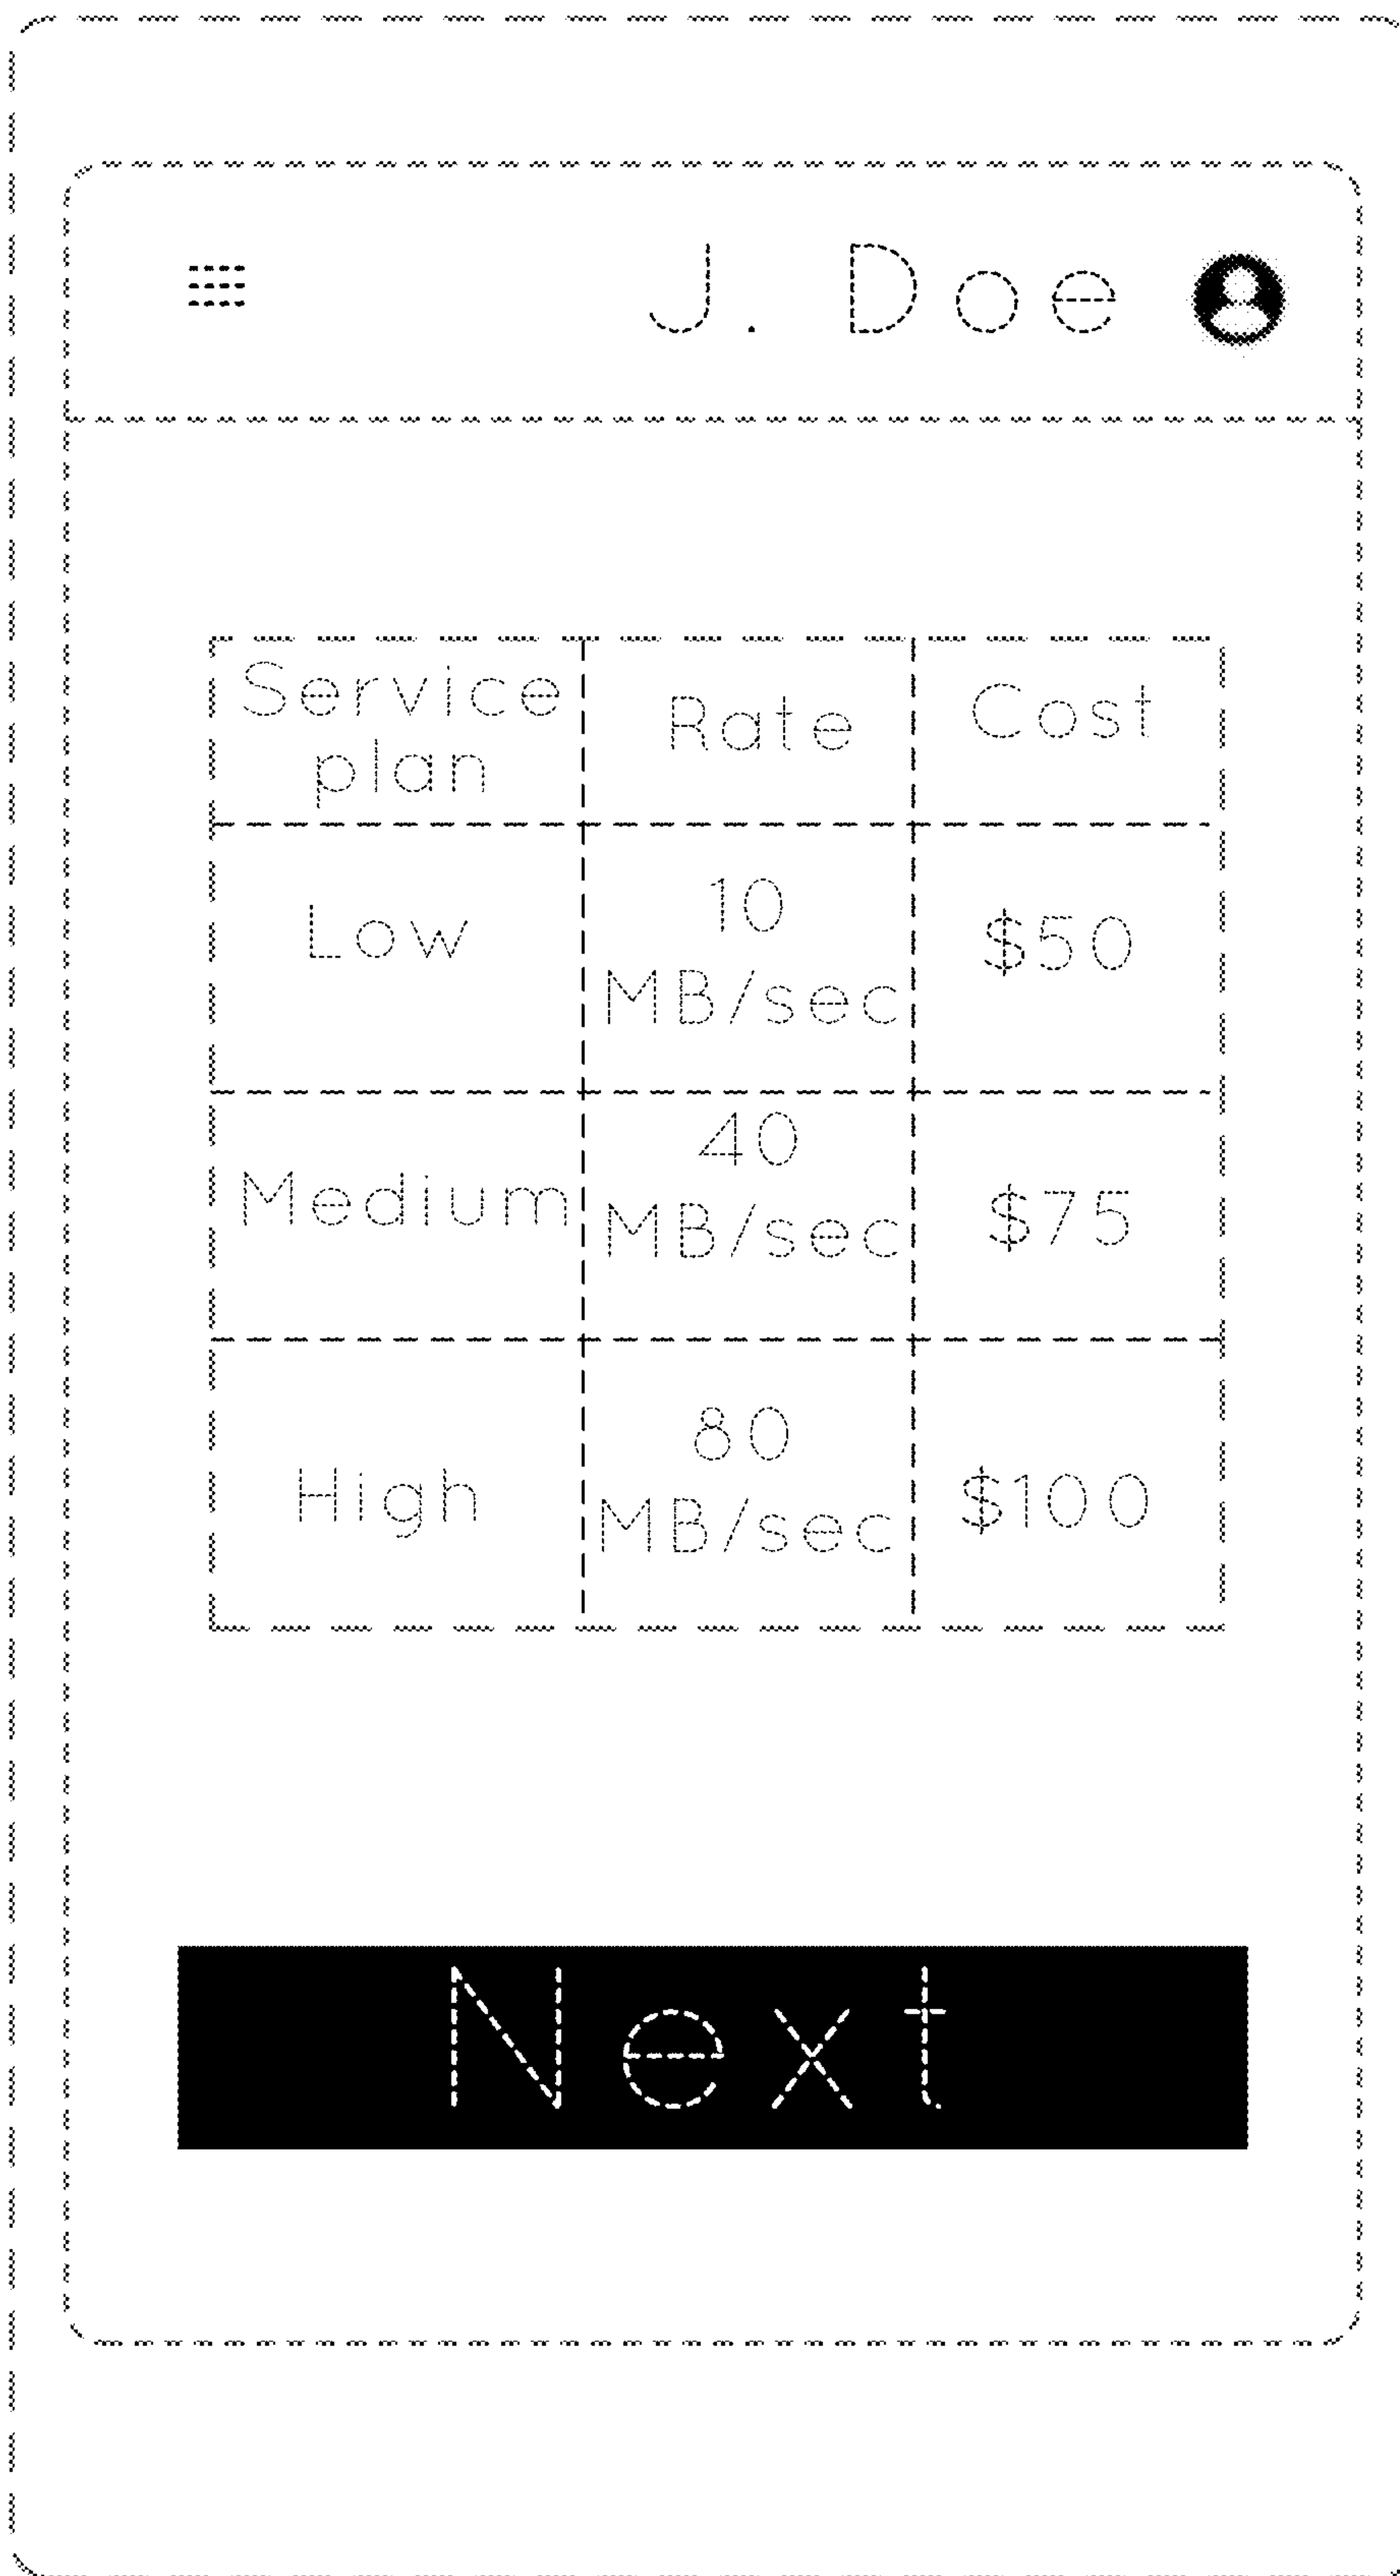 J. Doe
Service plan Rate Cost
Low 10 MB/sec $50
Medium 40 MB/sec $75
High 80 MB/sec $100
Next